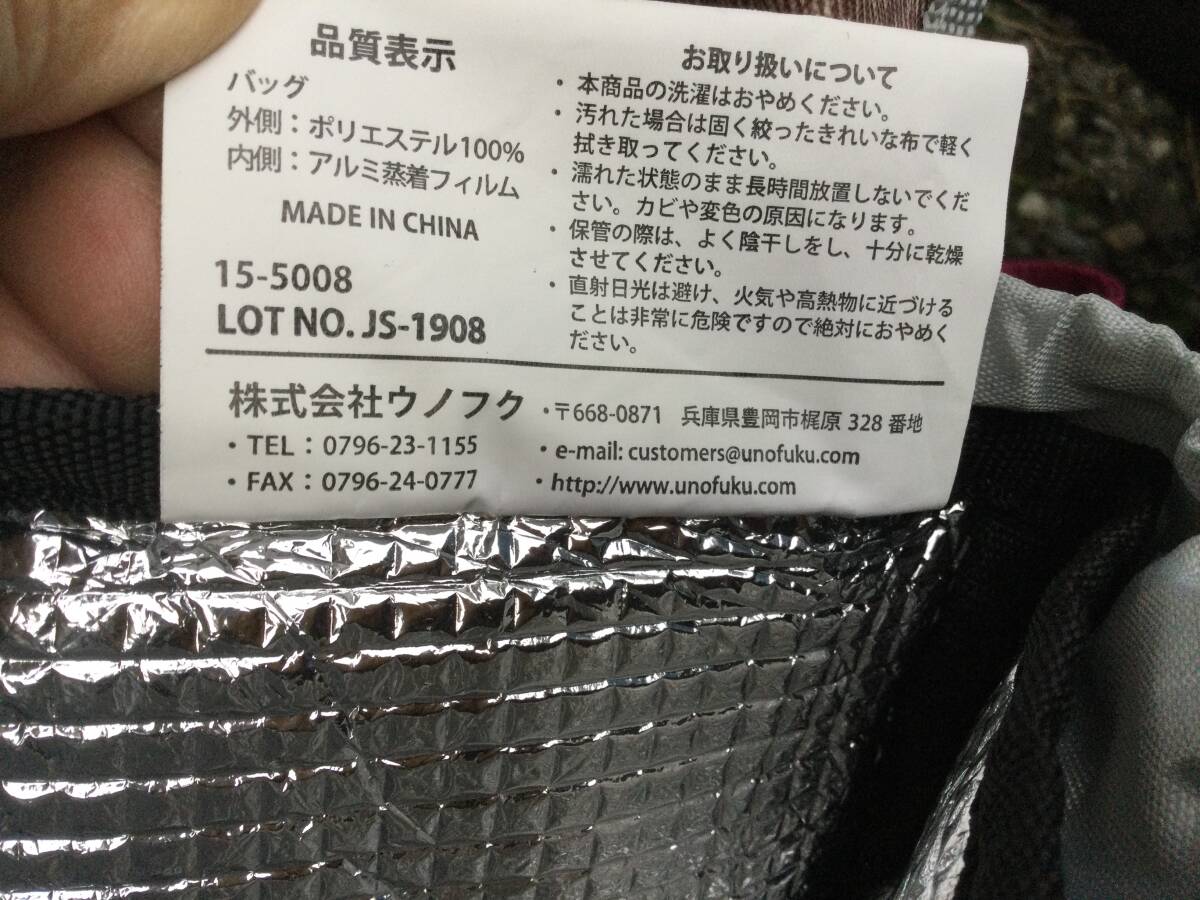 品質表示
バッグ
外側：ポリエステル100%
内側：アルミ蒸着フィルム
MADE IN CHINA
15-5008
LOT NO. JS-1908
お取り扱いについて
・本商品の洗濯はおやめください。
・汚れた場合は固く絞ったきれいな布で軽く
拭き取ってください。
・濡れた状態のまま長時間放置しないでくだ
さい。カビや変色の原因になります。
・保管の際は、よく陰干しをし、十分に乾燥
させてください。
・直射日光は避け、火気や高熱物に近づける
ことは非常に危険ですので絶対におやめく
ださい。
株式会社ウノフク
・〒668-0871 兵庫県豊岡市梶原 328 番地
・TEL：0796-23-1155
・e-mail: customers@unofuku.com
・FAX：0796-24-0777
・http://www.unofuku.com